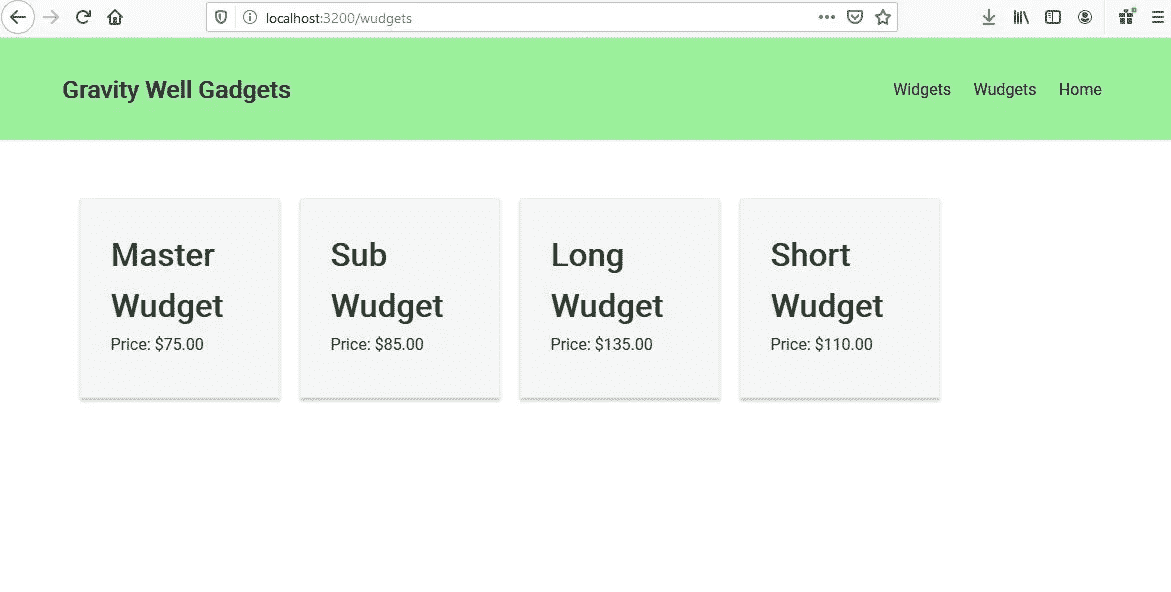 localhost:3200/wudgets
Gravity Well Gadgets
Widgets Wudgets Home
Master
Wudget
Price: $75.00
Sub
Wudget
Price: $85.00
Long
Wudget
Price: $135.00
Short
Wudget
Price: $110.00